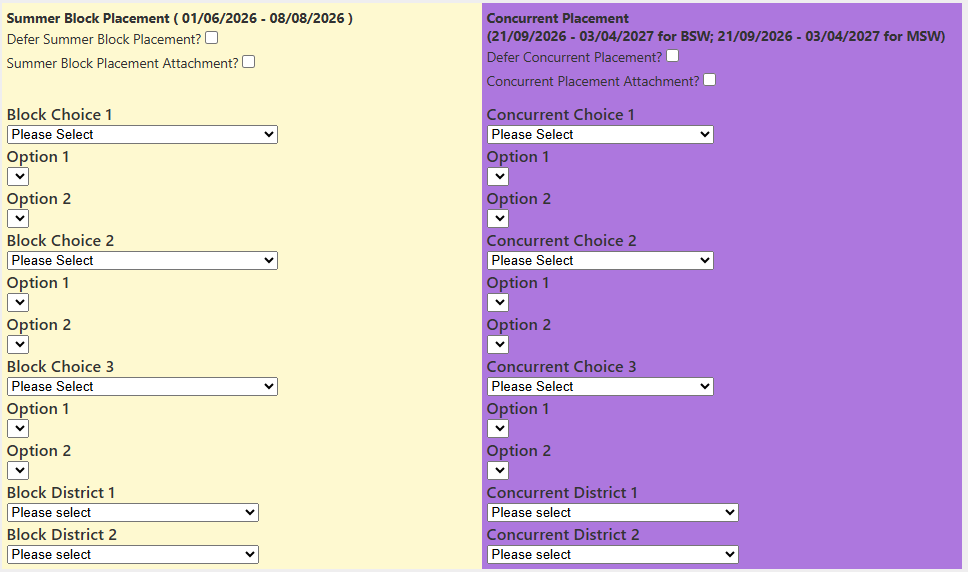 Summer Block Placement ( 01/06/2026 - 08/08/2026 )
Defer Summer Block Placement?
Summer Block Placement Attachment?
Block Choice 1
Please Select
Option 1
Option 2
Block Choice 2
Please Select
Option 1
Option 2
Block Choice 3
Please Select
Option 1
Option 2
Block District 1
Please select
Block District 2
Please select
Concurrent Placement
(21/09/2026 - 03/04/2027 for BSW; 21/09/2026 - 03/04/2027 for MSW)
Defer Concurrent Placement?
Concurrent Placement Attachment?
Concurrent Choice 1
Please Select
Option 1
Option 2
Concurrent Choice 2
Please Select
Option 1
Option 2
Concurrent Choice 3
Please Select
Option 1
Option 2
Concurrent District 1
Please select
Concurrent District 2
Please select